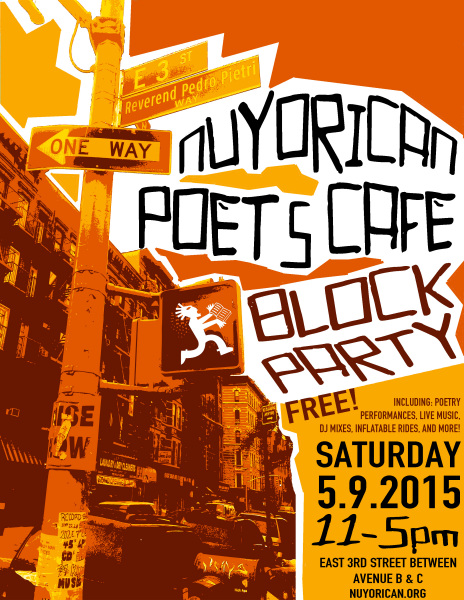 E 3 ST
Reverend Pedro Pietri
WAY
ONE WAY
NUYORICAN
POETS CAFE
BLOCK
PARTY
FREE!
INCLUDING: POETRY
PERFORMANCES, LIVE MUSIC,
DJ MIXES, INFLATABLE RIDES, AND MORE!
SATURDAY
5.9.2015
11-5pm
EAST 3RD STREET BETWEEN
AVENUE B & C
NUYORICAN.ORG